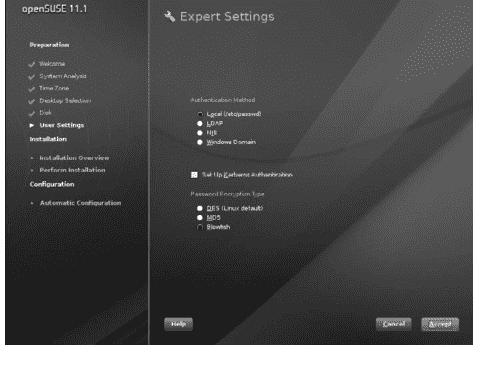 openSUSE 11.1
Expert Settings
Preparation
Welcome
System Analysis
Time Zone
Desktop Selection
Disk
User Settings
Installation
Installation Overview
Perform Installation
Configuration
Automatic Configuration
Authentication Method
Local (/etc/passwd)
LDAP
NIS
Windows Domain
Set Up Kerberos Authentication
Password Encryption Type
DES (Linux default)
MD5
Blowfish
Help
Cancel
Accept